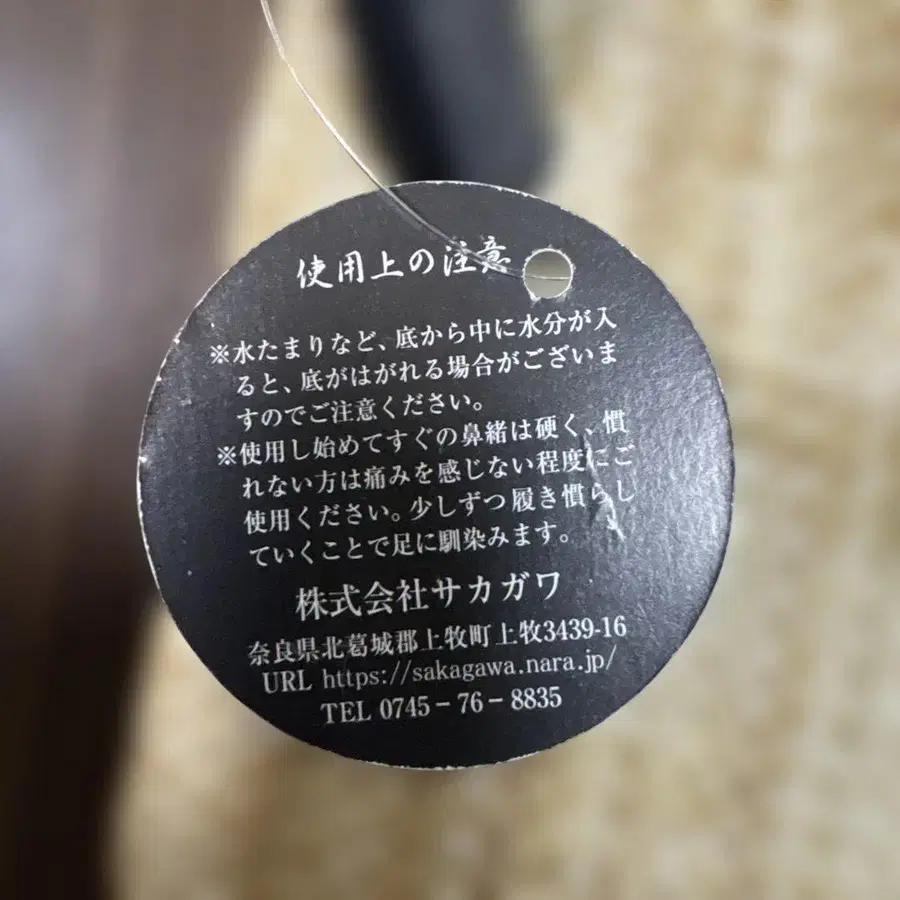 使用上の注意
※水たまりなど、底から中に水分が入
ると、底がはがれる場合がございま
すのでご注意ください。
※使用し始めてすぐの鼻緒は硬く、慣
れない方は痛みを感じない程度にご
使用ください。少しずつ履き慣らし
ていくことで足に馴染みます。
株式会社サカガワ
奈良県北葛城郡上牧町上牧3439-16
URL https://sakagawa.nara.jp/
TEL 0745-76-8835